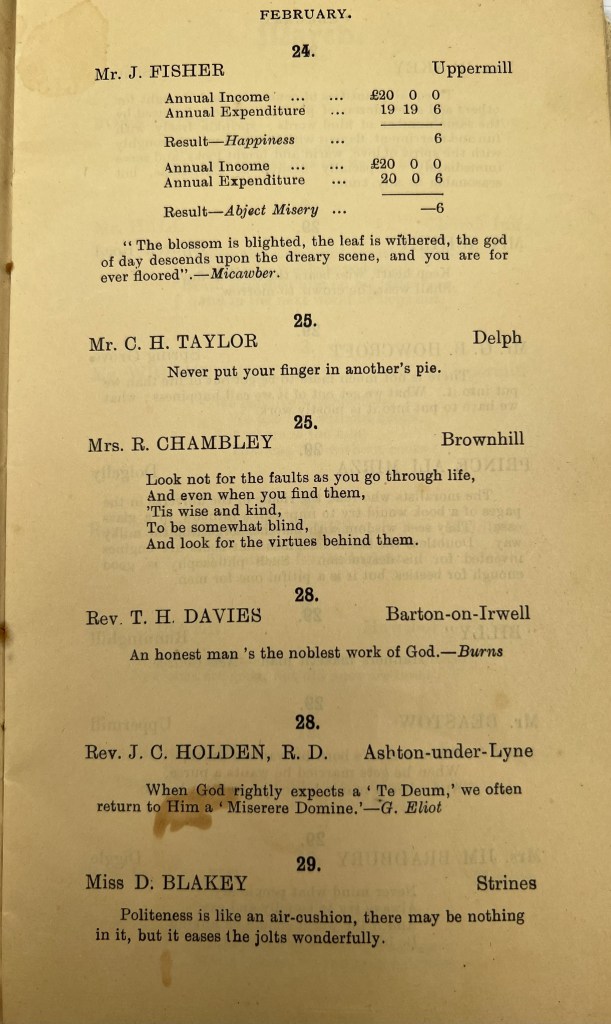 FEBRUARY.
24.
Mr. J. FISHER Uppermill
Annual Income ... ... £20 0 0
Annual Expenditure ... 19 19 6
Result—Happiness ... 6
Annual Income ... ... £20 0 0
Annual Expenditure ... 20 0 6
Result—Abject Misery ... —6
“ The blossom is blighted, the leaf is withered, the god
of day descends upon the dreary scene, and you are for
ever floored”.—Micawber.
25.
Mr. C. H. TAYLOR Delph
Never put your finger in another's pie.
25.
Mrs. R. CHAMBLEY Brownhill
Look not for the faults as you go through life,
And even when you find them,
'Tis wise and kind,
To be somewhat blind,
And look for the virtues behind them.
28.
Rev. T. H. DAVIES Barton-on-Irwell
An honest man 's the noblest work of God.—Burns
28.
Rev. J. C. HOLDEN, R. D. Ashton-under-Lyne
When God rightly expects a ‘ Te Deum,’ we often
return to Him a ‘ Miserere Domine.’—G. Eliot
29.
Miss D. BLAKEY Strines
Politeness is like an air-cushion, there may be nothing
in it, but it eases the jolts wonderfully.